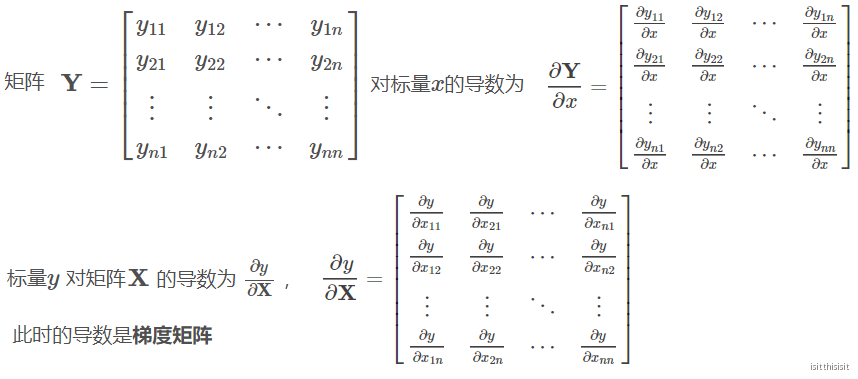 矩阵 $\mathbf{Y} = \begin{bmatrix} y_{11} & y_{12} & \cdots & y_{1n} \\ y_{21} & y_{22} & \cdots & y_{2n} \\ \vdots & \vdots & \ddots & \vdots \\ y_{n1} & y_{n2} & \cdots & y_{nn} \end{bmatrix}$ 对标量$x$的导数为 $\frac{\partial \mathbf{Y}}{\partial x} = \begin{bmatrix} \frac{\partial y_{11}}{\partial x} & \frac{\partial y_{12}}{\partial x} & \cdots & \frac{\partial y_{1n}}{\partial x} \\ \frac{\partial y_{21}}{\partial x} & \frac{\partial y_{22}}{\partial x} & \cdots & \frac{\partial y_{2n}}{\partial x} \\ \vdots & \vdots & \ddots & \vdots \\ \frac{\partial y_{n1}}{\partial x} & \frac{\partial y_{n2}}{\partial x} & \cdots & \frac{\partial y_{nn}}{\partial x} \end{bmatrix}$
标量$y$ 对矩阵$\mathbf{X}$ 的导数为 $\frac{\partial y}{\partial \mathbf{X}}$ , $\frac{\partial y}{\partial \mathbf{X}} = \begin{bmatrix} \frac{\partial y}{\partial x_{11}} & \frac{\partial y}{\partial x_{21}} & \cdots & \frac{\partial y}{\partial x_{n1}} \\ \frac{\partial y}{\partial x_{12}} & \frac{\partial y}{\partial x_{22}} & \cdots & \frac{\partial y}{\partial x_{n2}} \\ \vdots & \vdots & \ddots & \vdots \\ \frac{\partial y}{\partial x_{1n}} & \frac{\partial y}{\partial x_{2n}} & \cdots & \frac{\partial y}{\partial x_{nn}} \end{bmatrix}$
此时的导数是梯度矩阵
isitthisisit